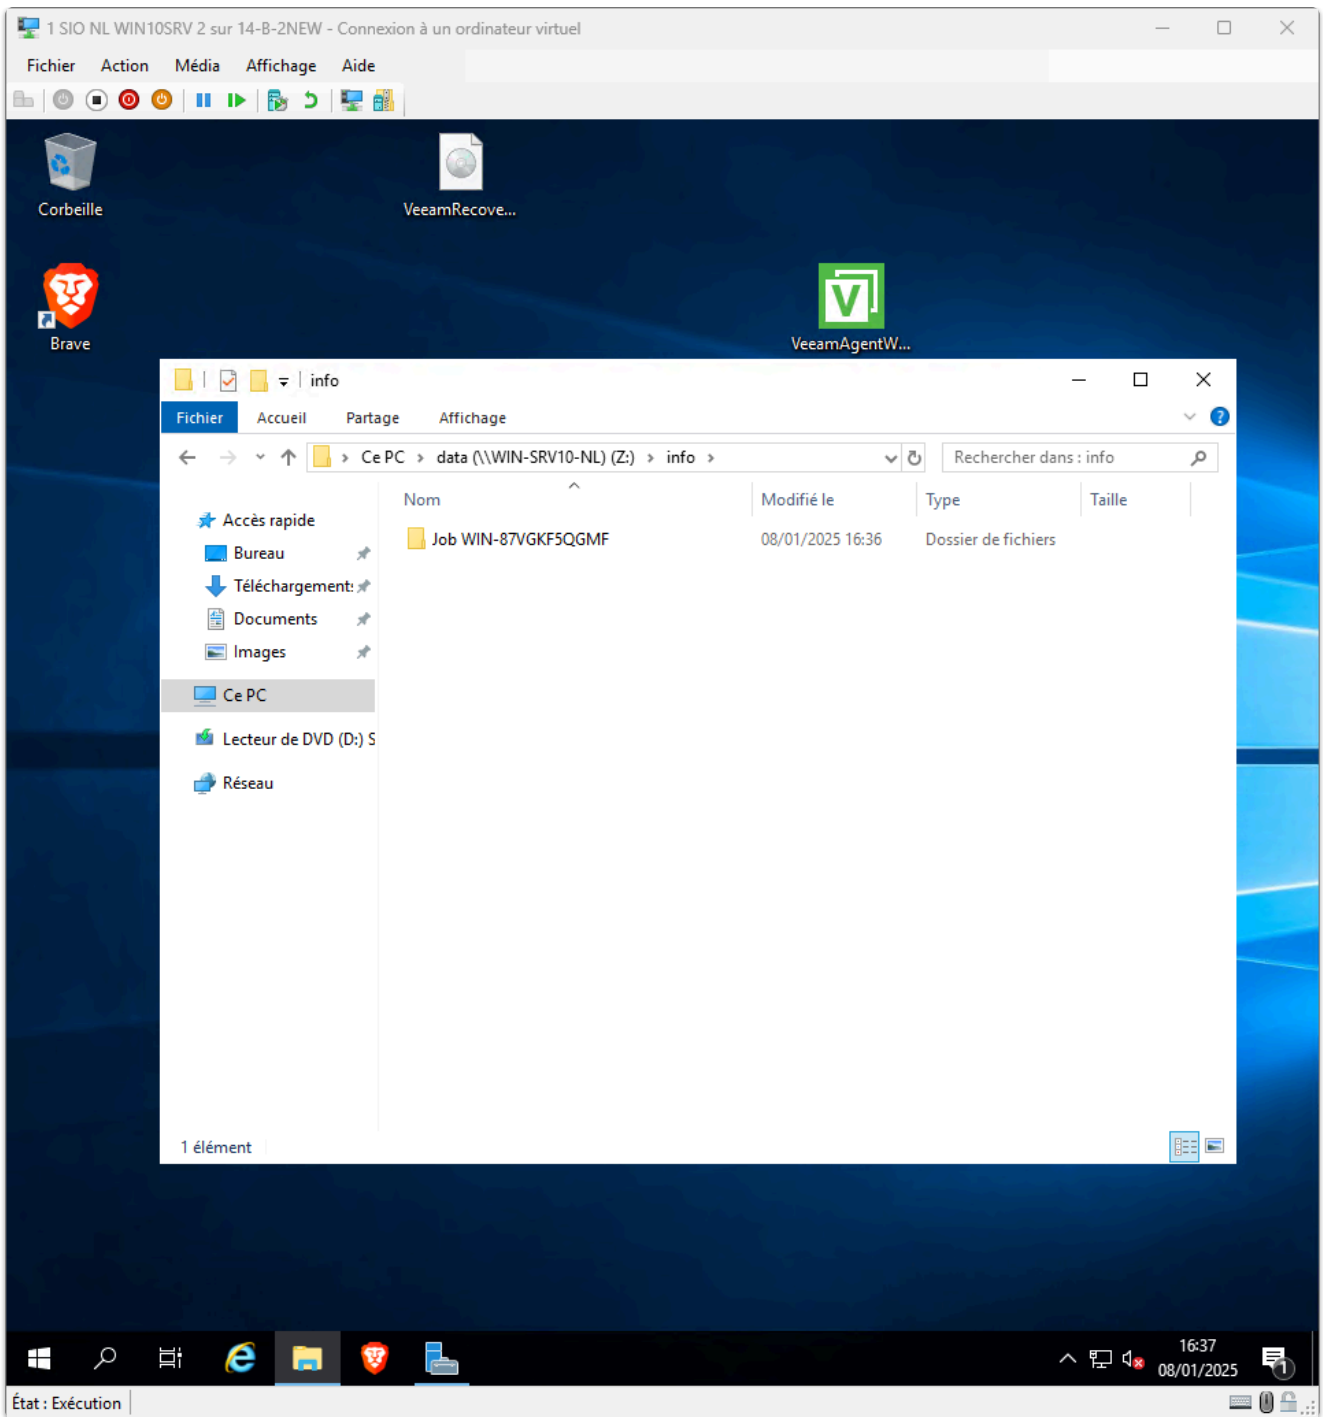 1 SIO NL WIN10SRV 2 sur 14-B-2NEW - Connexion à un ordinateur virtuel
Fichier Action Média Affichage Aide
Corbeille
VeeamRecove...
Brave
VeeamAgentW...
info
Fichier Accueil Partage Affichage
Ce PC > data (\\WIN-SRV10-NL) (Z:) > info >
Rechercher dans : info
Nom Modifié le Type Taille
Accès rapide
Bureau
Téléchargement:
Documents
Images
Ce PC
Lecteur de DVD (D:) S
Réseau
Job WIN-87VGKF5QGMF 08/01/2025 16:36 Dossier de fichiers
1 élément
16:37
08/01/2025
1
État : Exécution